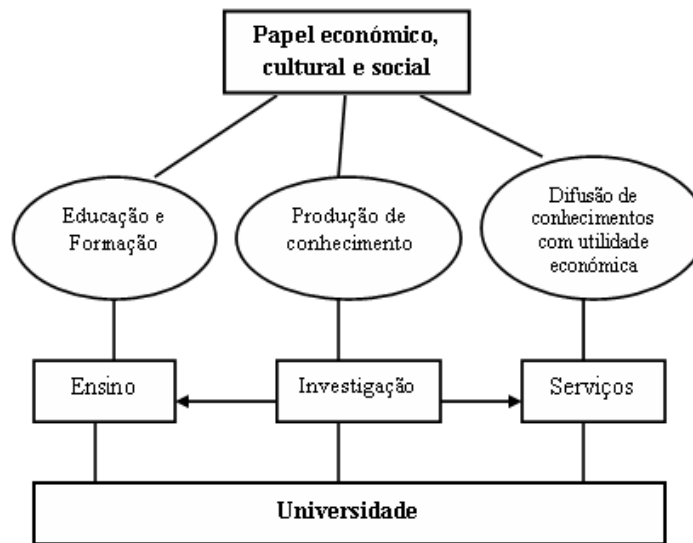 Papel económico,
cultural e social
Educação e
Formação
Produção de
conhecimento
Difusão de
conhecimentos
com utilidade
económica
Ensino
Investigação
Serviços
Universidade